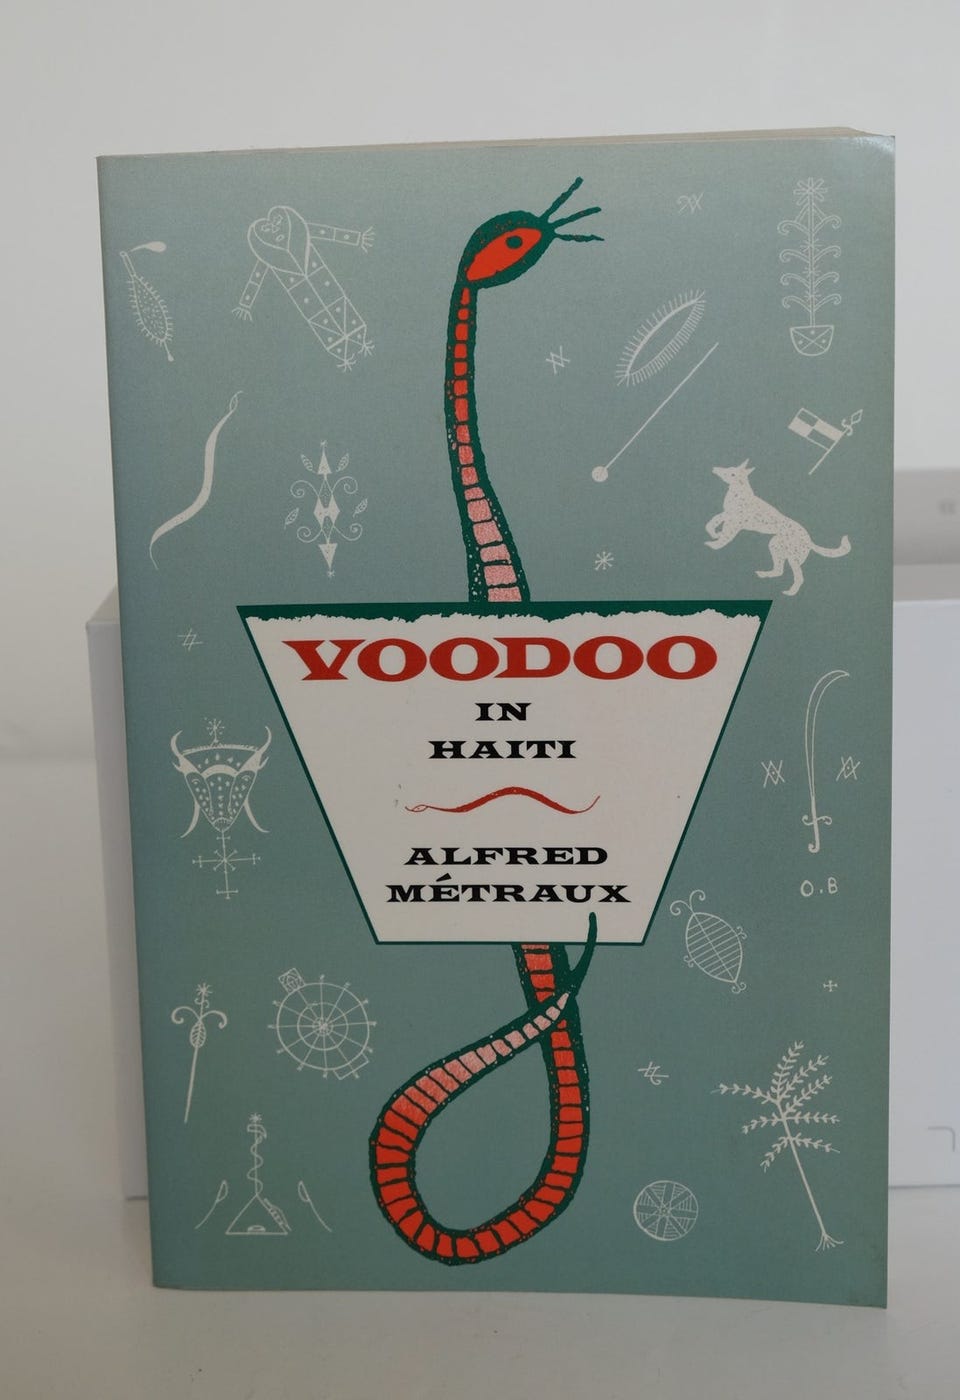 VOODOO
IN
HAITI
ALFRED
MÉTRAUX
O.B